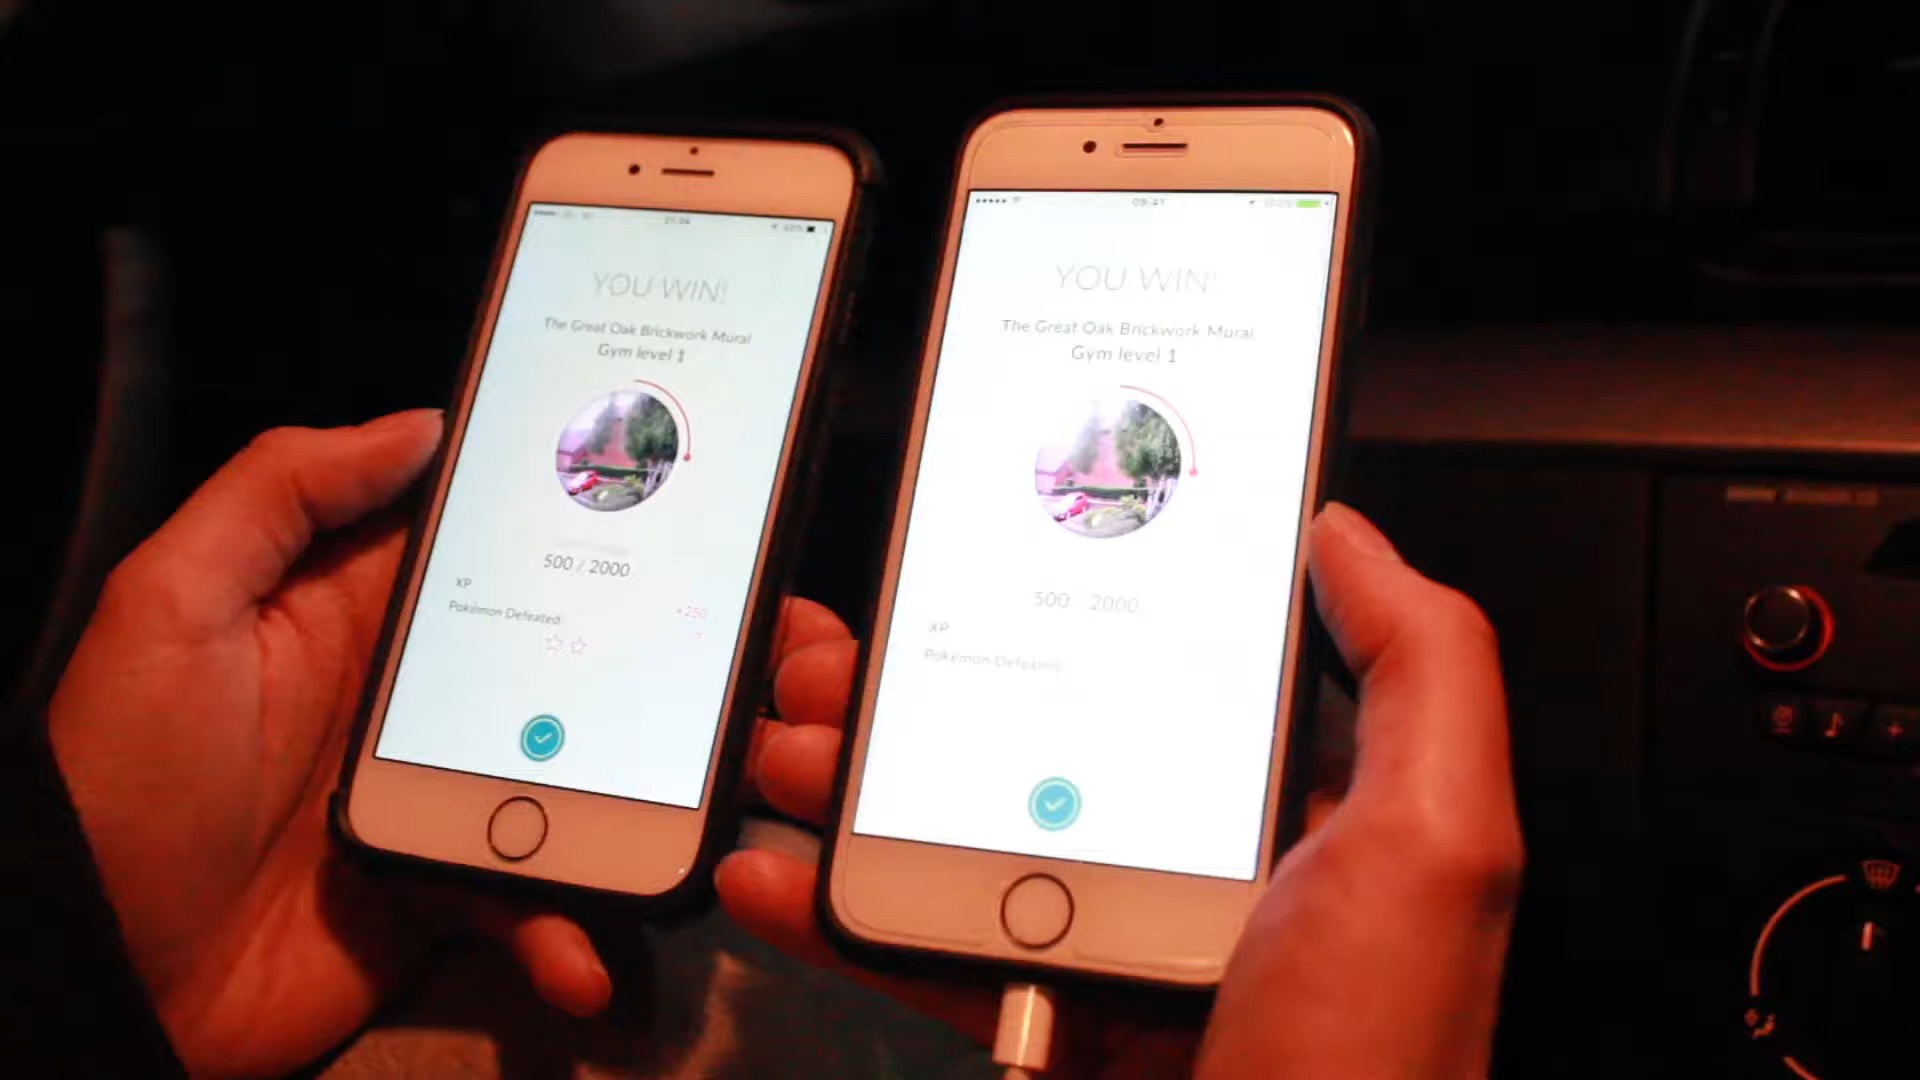 YOU WIN!
The Great Oak Brickwork Mural
Gym level 1
500 / 2000
XP
+250
Pokémon Defeated:
09:41
YOU WIN!
The Great Oak Brickwork Mural
Gym level 1
500 / 2000
XP
Pokémon Defeated: